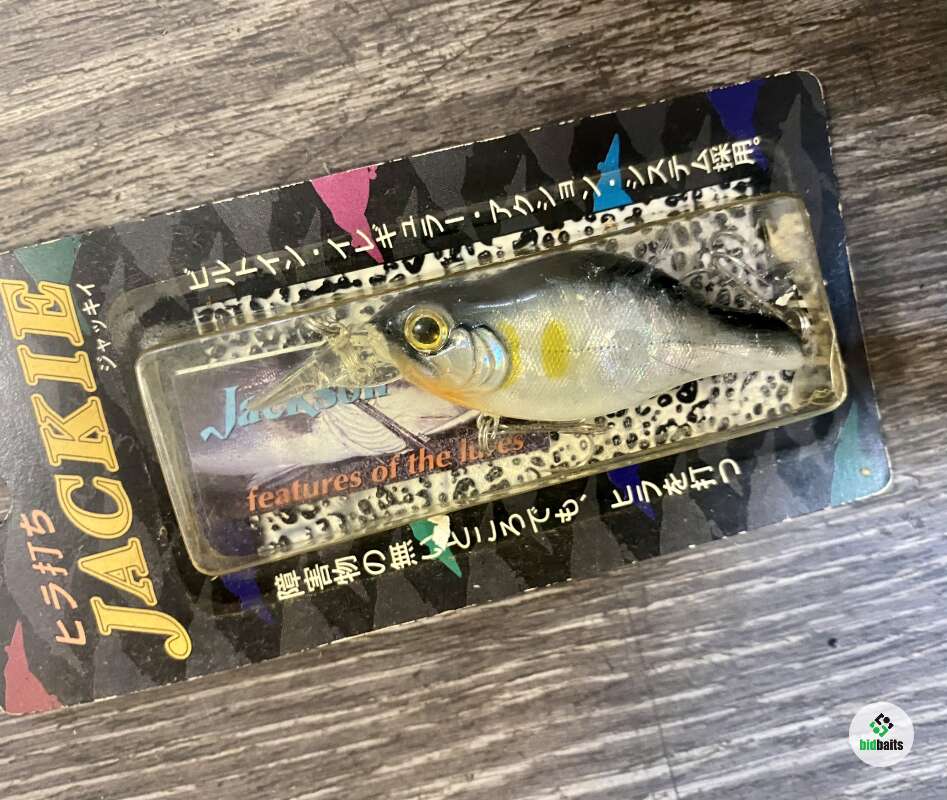 ヒラ打ち
JACKIE
ジャッキイ
ビルトイン・イレギュラー・アクション・システム採用。
Jackson
features of the lures
障害物の無いところでも、ヒラを打つ
bidbaits